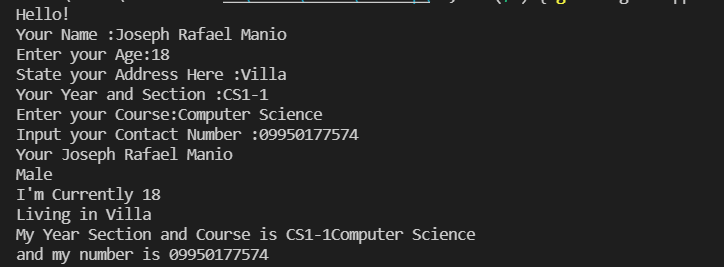 Hello!
Your Name :Joseph Rafael Manio
Enter your Age:18
State your Address Here :Villa
Your Year and Section :CS1-1
Enter your Course:Computer Science
Input your Contact Number :09950177574
Your Joseph Rafael Manio
Male
I'm Currently 18
Living in Villa
My Year Section and Course is CS1-1Computer Science
and my number is 09950177574